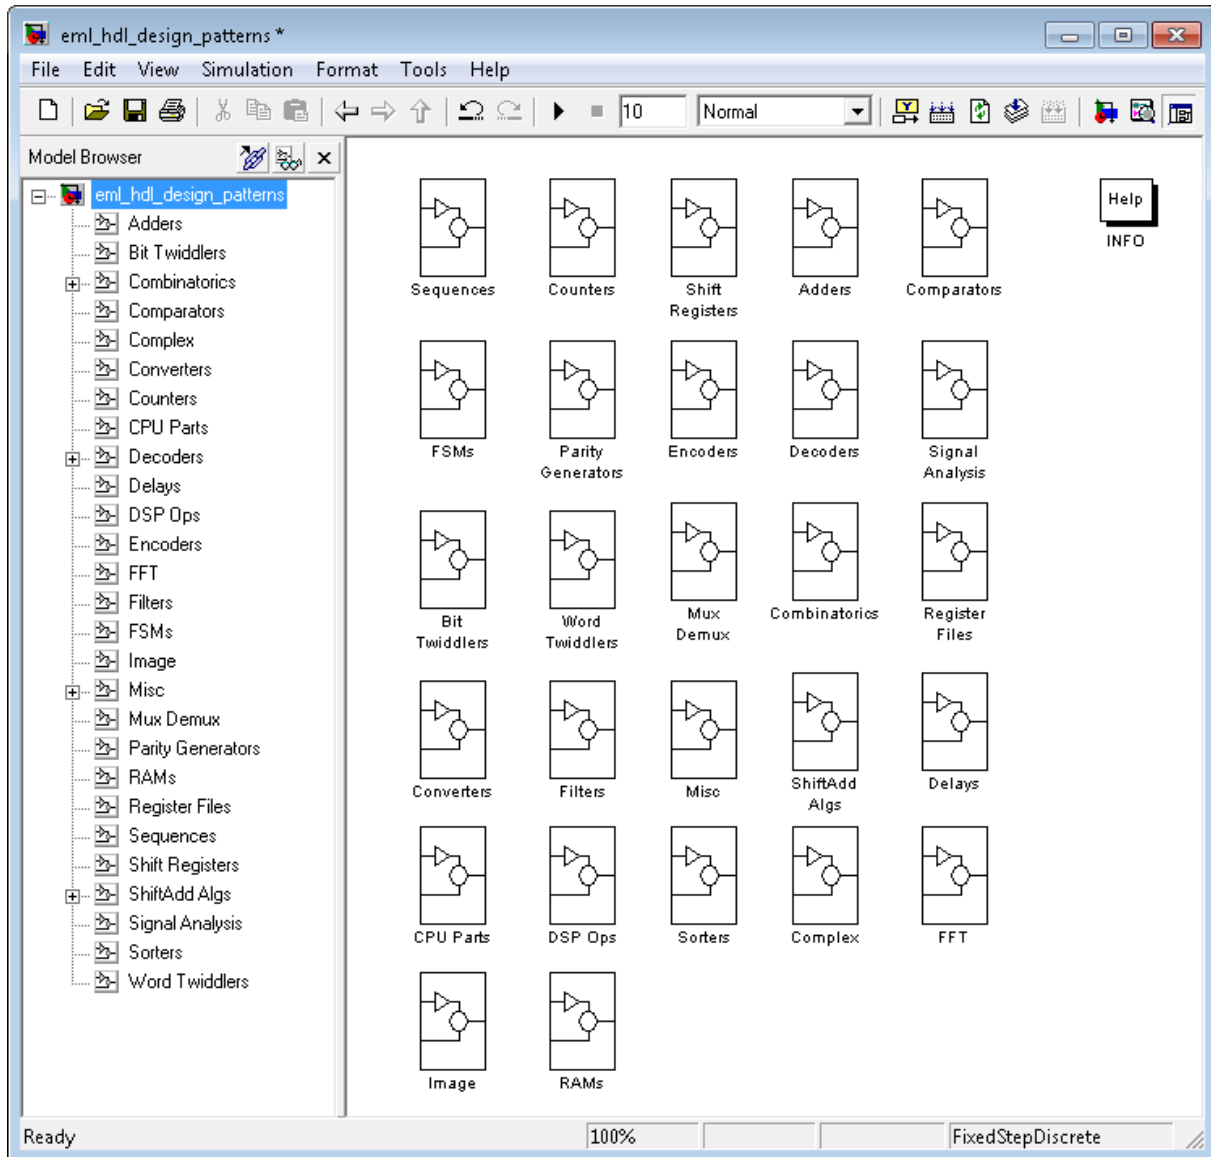 eml_hdl_design_patterns *
File Edit View Simulation Format Tools Help
10 Normal
Model Browser
eml_hdl_design_patterns
Adders
Bit Twiddlers
Combinatorics
Comparators
Complex
Converters
Counters
CPU Parts
Decoders
Delays
DSP Ops
Encoders
FFT
Filters
FSMs
Image
Misc
Mux Demux
Parity Generators
RAMs
Register Files
Sequences
Shift Registers
ShiftAdd Algs
Signal Analysis
Sorters
Word Twiddlers
Help
INFO
Sequences
Counters
Shift
Registers
Adders
Comparators
FSMs
Parity
Generators
Encoders
Decoders
Signal
Analysis
Bit
Twiddlers
Word
Twiddlers
Mux
Demux
Combinatorics
Register
Files
Converters
Filters
Misc
ShiftAdd
Algs
Delays
CPU Parts
DSP Ops
Sorters
Complex
FFT
Image
RAMs
Ready 100% FixedStepDiscrete